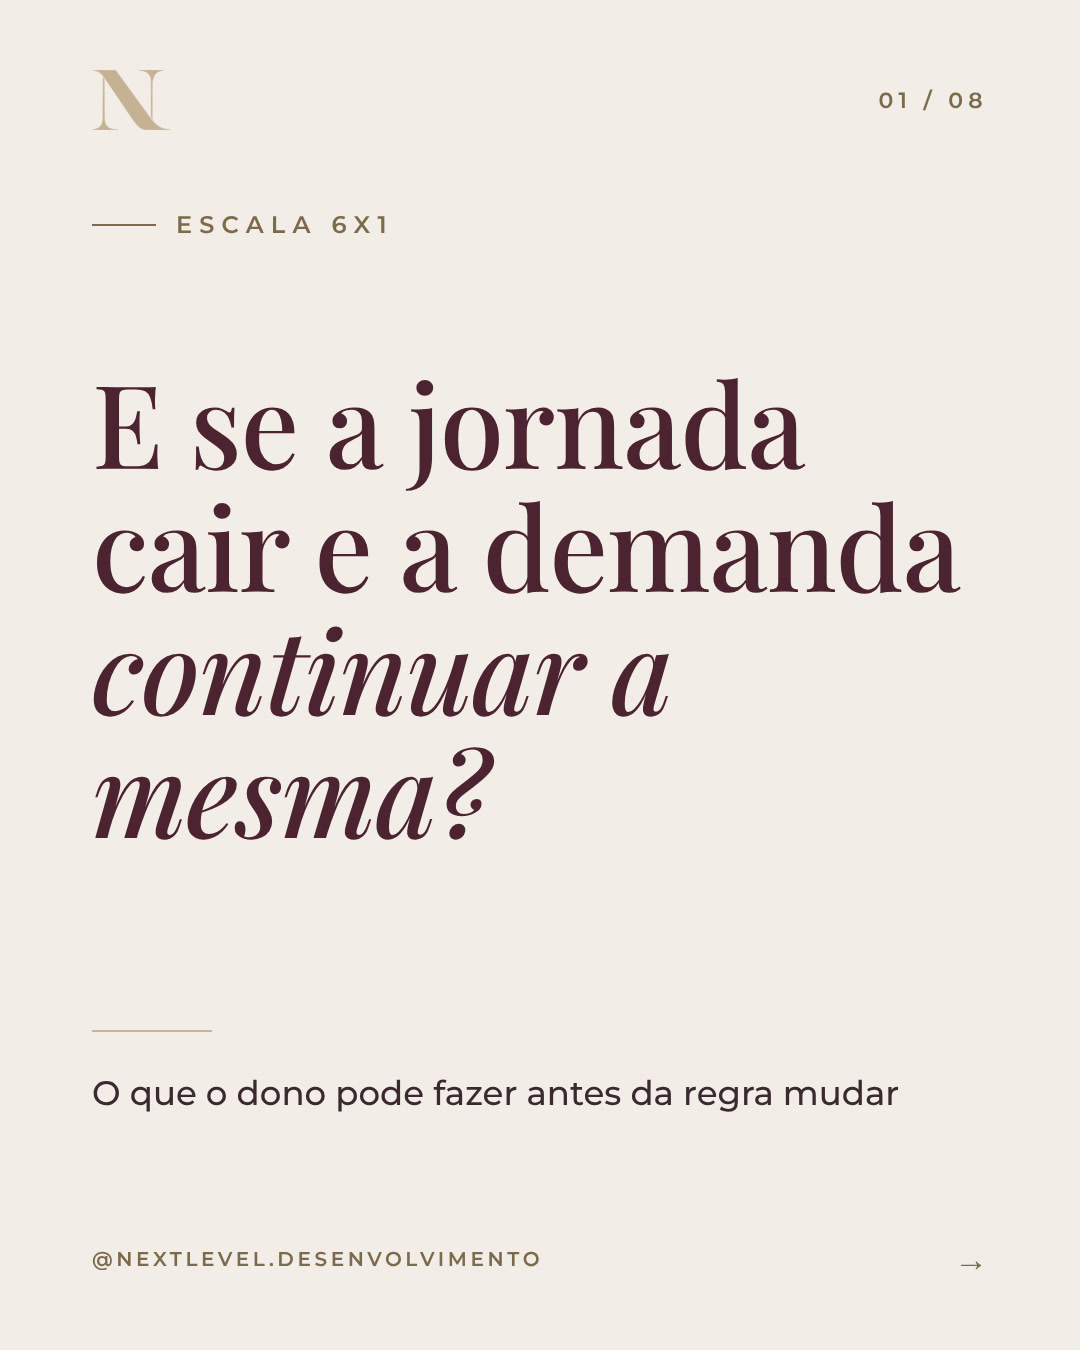 N
01 / 08
ESCALA 6X1
E se a jornada
cair e a demanda
continuar a
mesma?
O que o dono pode fazer antes da regra mudar
@NEXTLEVEL.DESENVOLVIMENTO
→